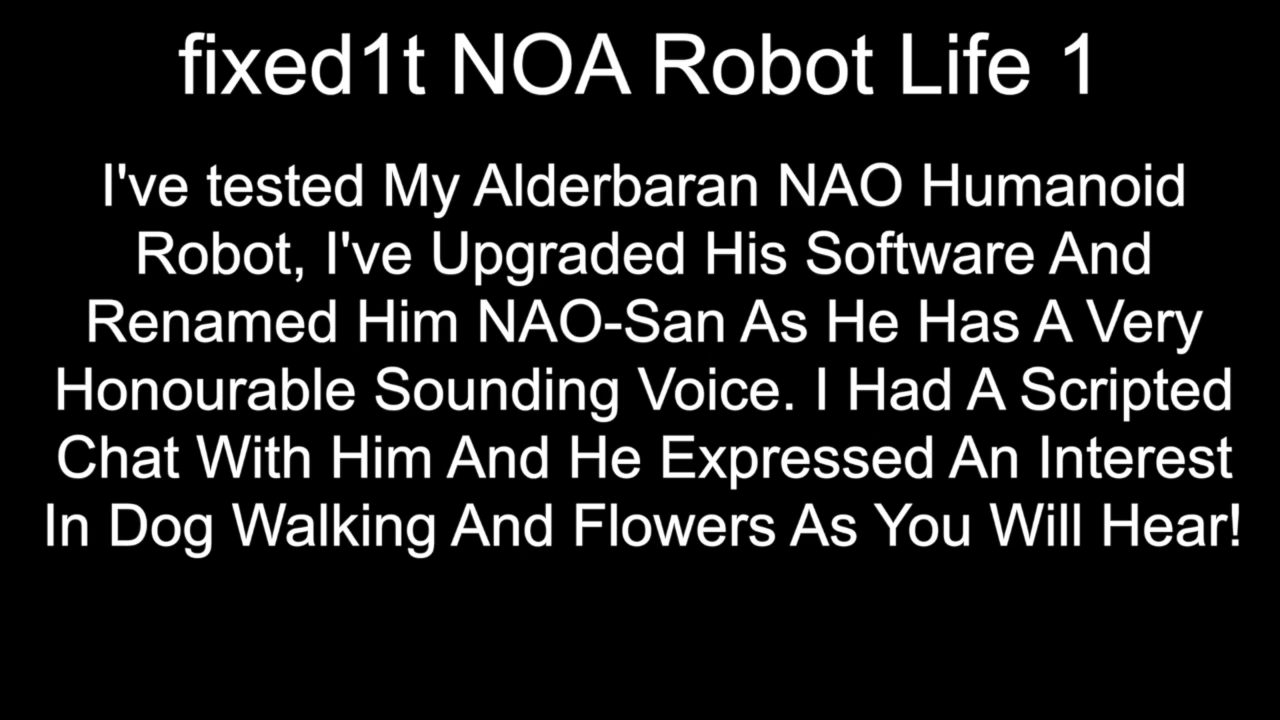 fixed1t NOA Robot Life 1
I've tested My Alderbaran NAO Humanoid
Robot, I've Upgraded His Software And
Renamed Him NAO-San As He Has A Very
Honourable Sounding Voice. I Had A Scripted
Chat With Him And He Expressed An Interest
In Dog Walking And Flowers As You Will Hear!